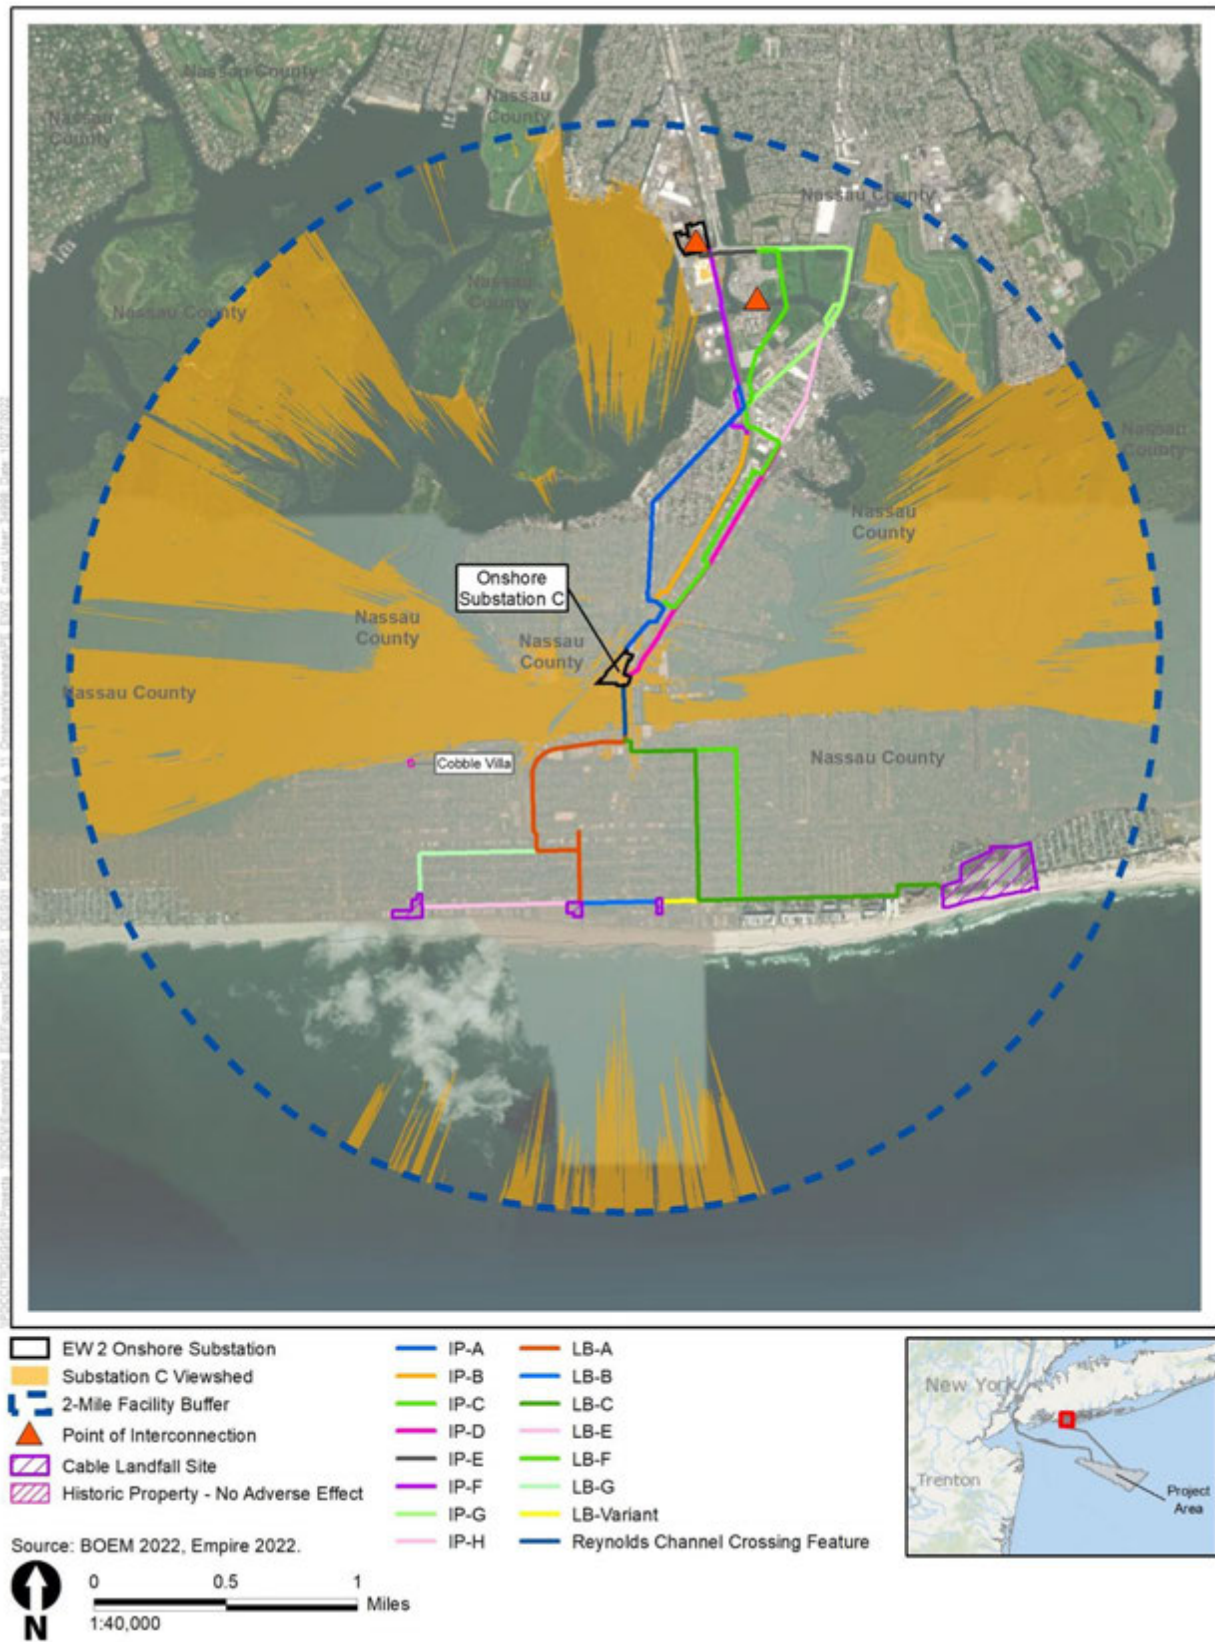 Nassau County
Nassau
County
Nassau
County
Nassau County
Nassau
County
Nassau County
Nassau
County
Nassau
County
Onshore
Substation C
Nassau
County
Nassau
County
Nassau County
Cobble Villa
Nassau County
EW 2 Onshore Substation
Substation C Viewshed
2-Mile Facility Buffer
Point of Interconnection
Cable Landfall Site
Historic Property - No Adverse Effect
IP-A
IP-B
IP-C
IP-D
IP-E
IP-F
IP-G
IP-H
LB-A
LB-B
LB-C
LB-E
LB-F
LB-G
LB-Variant
Reynolds Channel Crossing Feature
New York
Trenton
Project
Area
Source: BOEM 2022, Empire 2022.
N
0 0.5 1
Miles
1:40,000